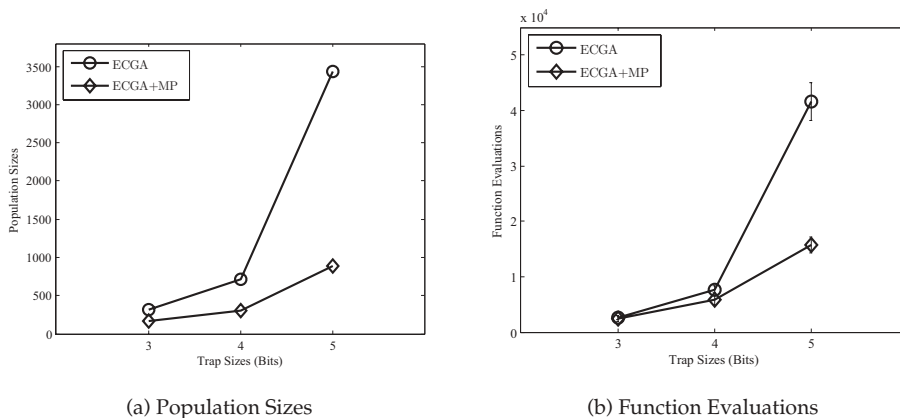 3500
3000
2500
2000
1500
1000
500
0
3
4
5
Population Sizes
Trap Sizes (Bits)
ECGA
ECGA+MP
(a) Population Sizes
x 10^4
5
4
3
2
1
0
3
4
5
Function Evaluations
Trap Sizes (Bits)
ECGA
ECGA+MP
(b) Function Evaluations